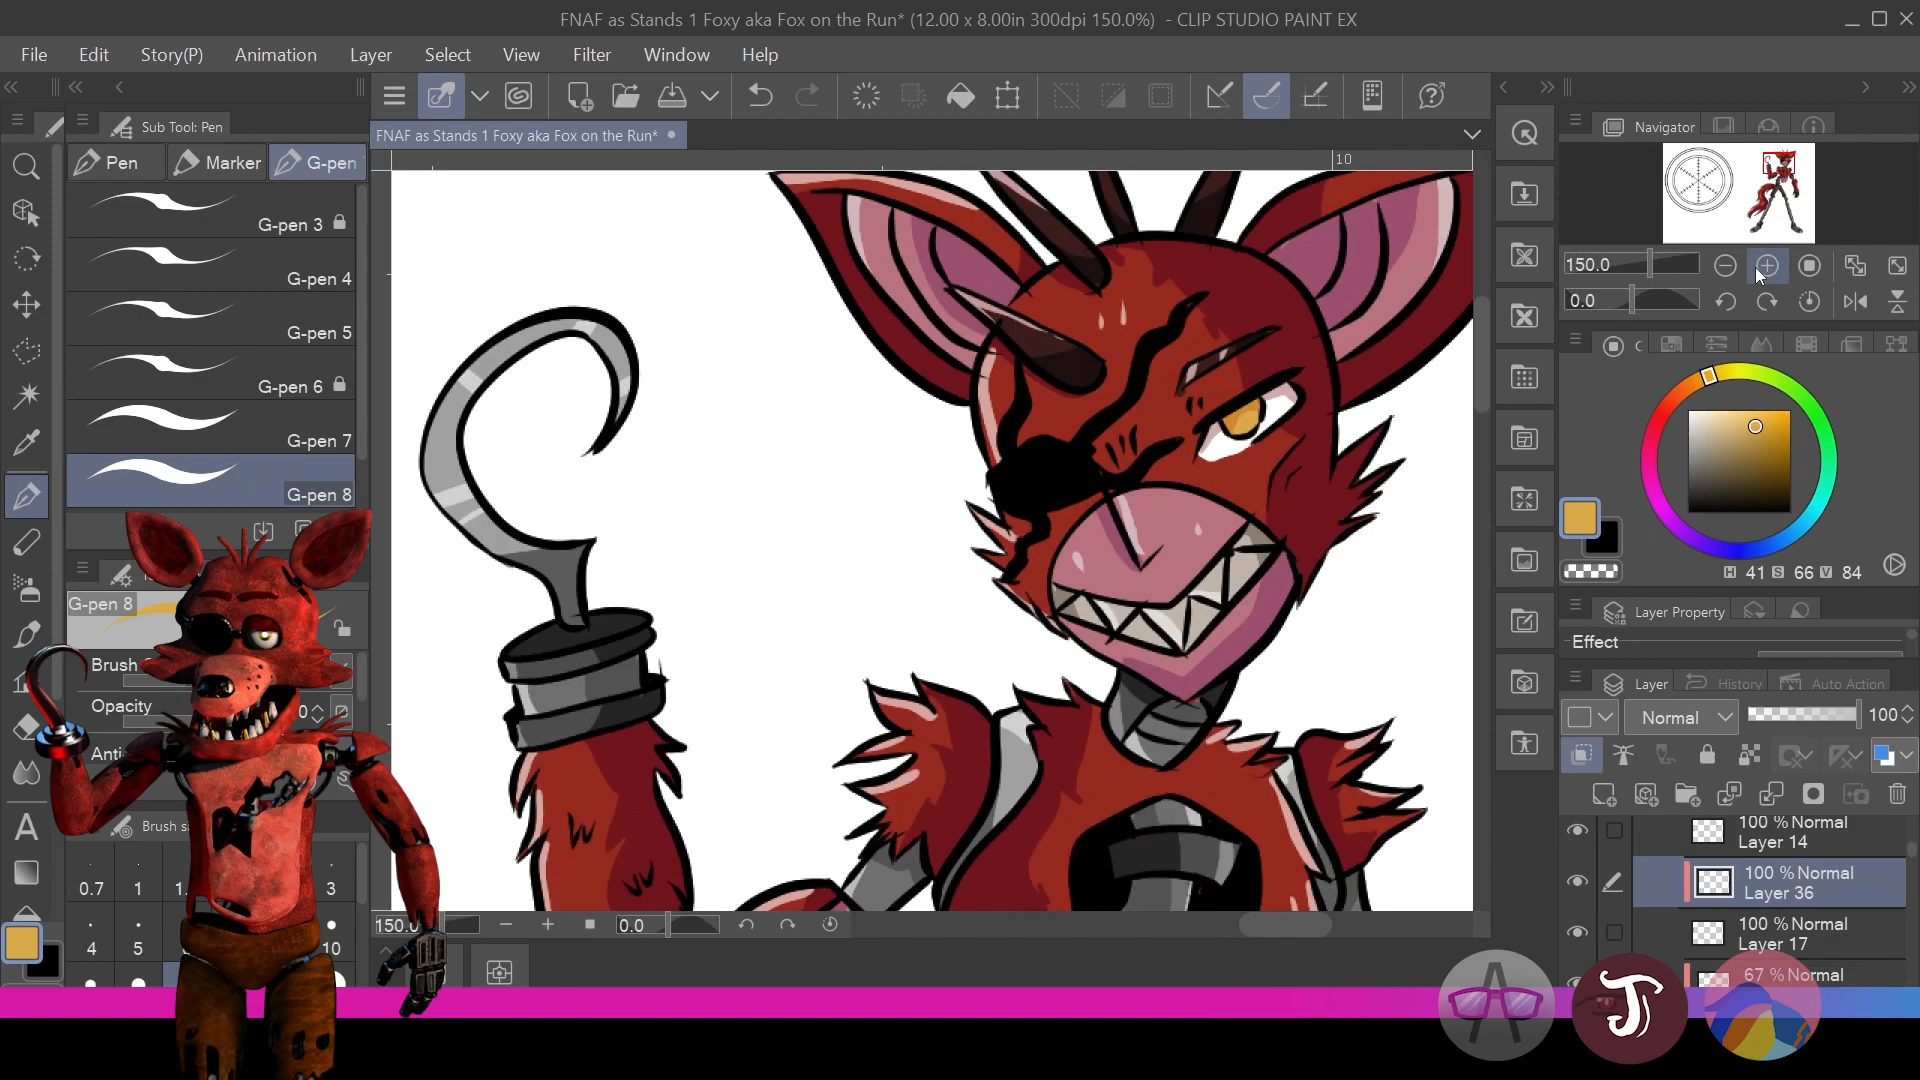 FNAF as Stands 1 Foxy aka Fox on the Run* (12.00 x 8.00in 300dpi 150.0%) - CLIP STUDIO PAINT EX
File Edit Story(P) Animation Layer Select View Filter Window Help
Sub Tool: Pen
Pen Marker G-pen
G-pen 3
G-pen 4
G-pen 5
G-pen 6
G-pen 7
G-pen 8
G-pen 8
Brush
Opacity
0
Anti-
Brush
0.7 1 1. 3
4 5 10
A
FNAF as Stands 1 Foxy aka Fox on the Run*
10
150.0 0.0
Navigator
150.0
0.0
C
H 41 S 66 V 84
Layer Property
Effect
Layer History Auto Action
Normal 100
100 % Normal
Layer 14
100 % Normal
Layer 36
100 % Normal
Layer 17
67 % Normal
A J